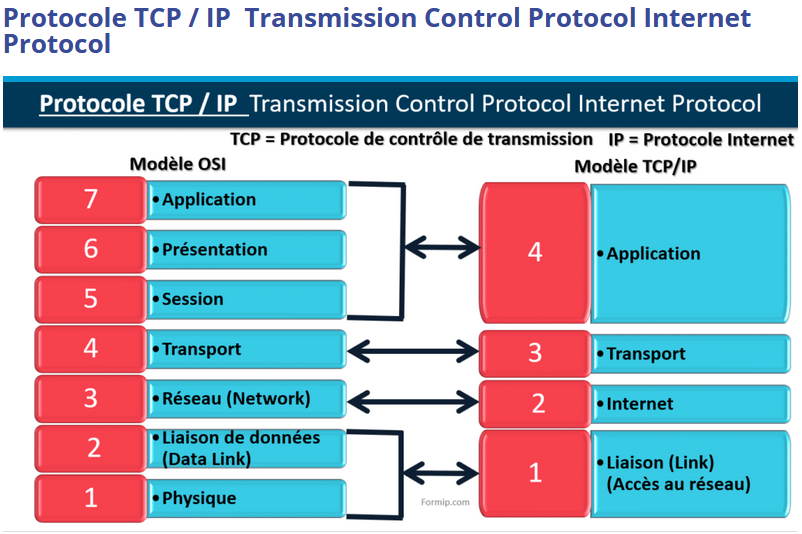 Protocole TCP / IP  Transmission Control Protocol Internet
Protocol
Protocole TCP / IP  Transmission Control Protocol Internet Protocol
TCP = Protocole de contrôle de transmission   IP = Protocole Internet
Modèle OSI
7 • Application
6 • Présentation
5 • Session
4 • Transport
3 • Réseau (Network)
2 • Liaison de données
(Data Link)
1 • Physique
Modèle TCP/IP
4 • Application
3 • Transport
2 • Internet
1 • Liaison (Link)
(Accès au réseau)
Formip.com